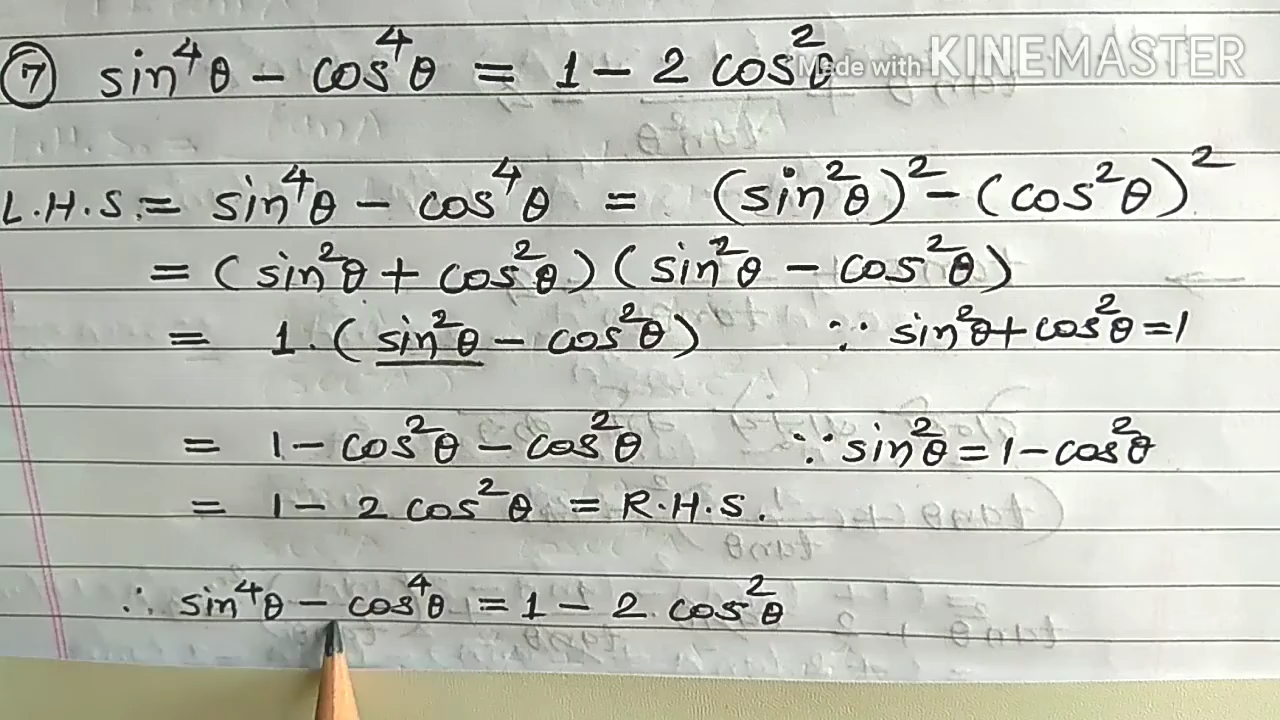 ⑦ sin⁴θ − cos⁴θ = 1 − 2 cos²θ
Made with KINEMASTER
L.H.S. = sin⁴θ − cos⁴θ = (sin²θ)² − (cos²θ)²
= (sin²θ + cos²θ) (sin²θ − cos²θ)
= 1. (sin²θ − cos²θ) ∵ sin²θ + cos²θ = 1
= 1 − cos²θ − cos²θ ∵ sin²θ = 1 − cos²θ
= 1 − 2 cos²θ = R.H.S.
∴ sin⁴θ − cos⁴θ = 1 − 2. cos²θ